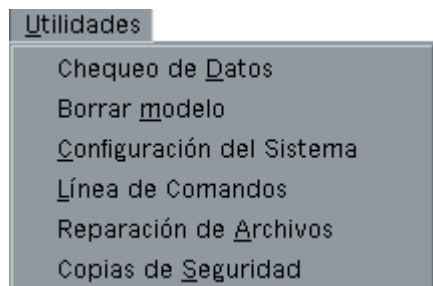 Utilidades
Chequeo de Datos
Borrar modelo
Configuración del Sistema
Línea de Comandos
Reparación de Archivos
Copias de Seguridad